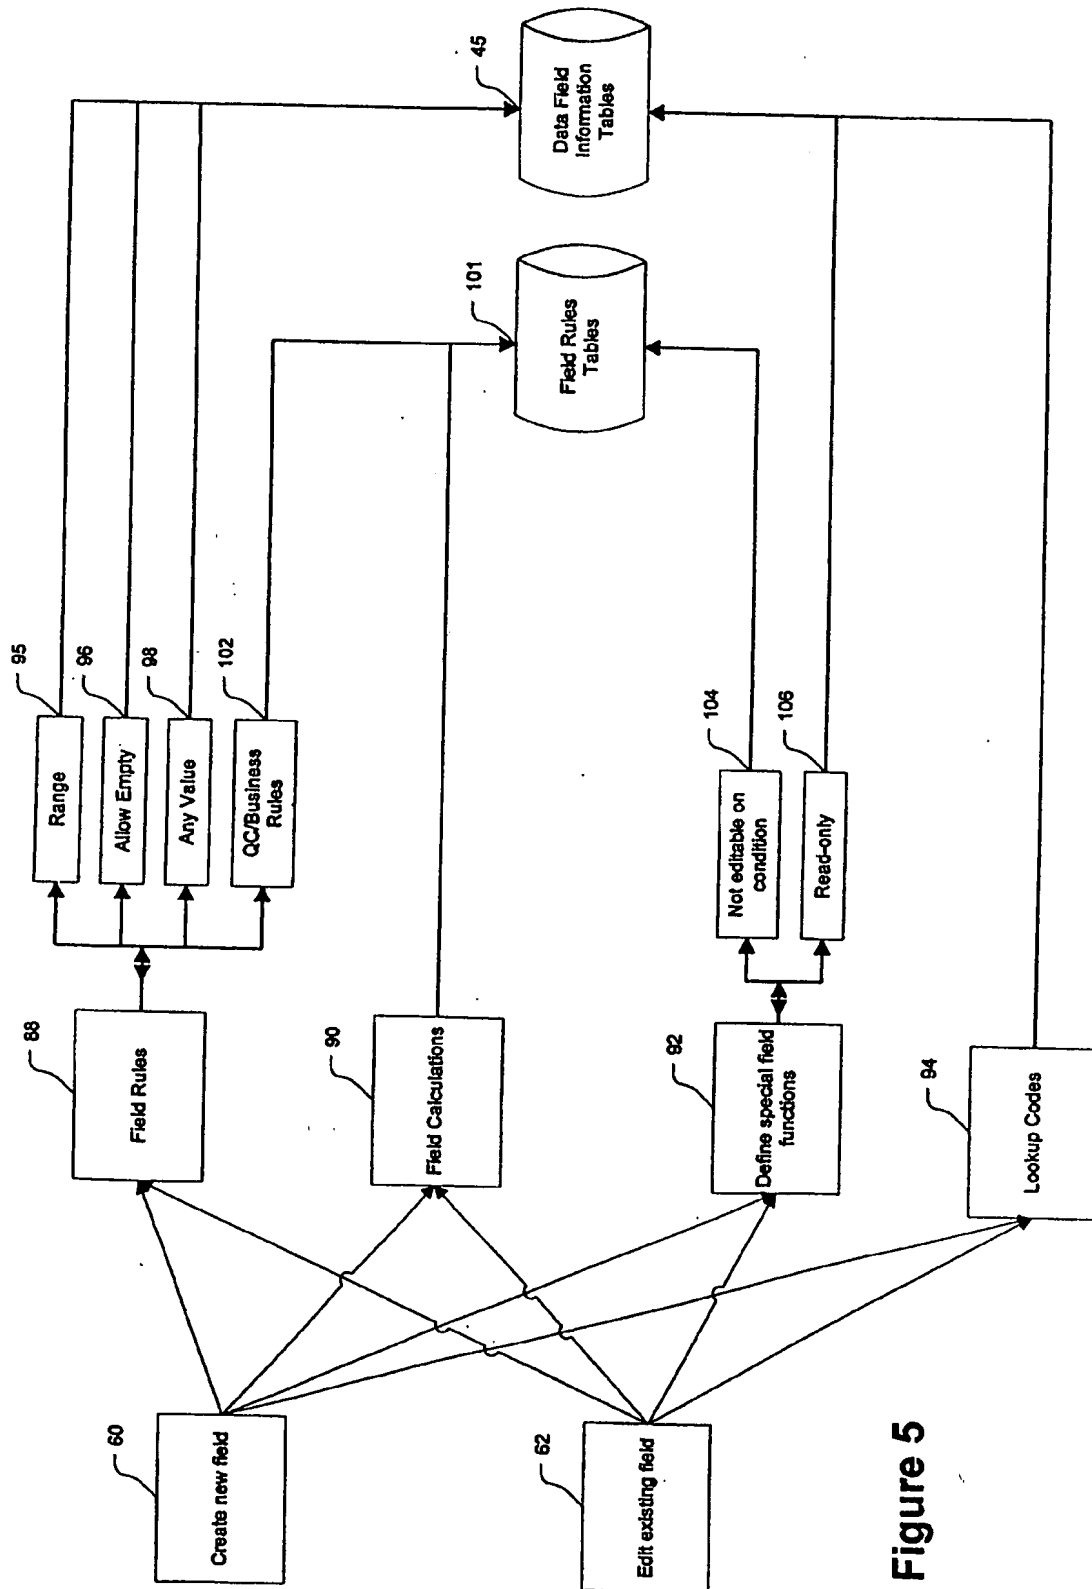 60
Create new field
62
Edit existing field
88
Field Rules
90
Field Calculations
92
Define special field
functions
94
Lookup Codes
95
Range
96
Allow Empty
98
Any Value
102
QC/Business
Rules
104
Not editable on
condition
106
Read-only
101
Field Rules
Tables
45
Data Field
Information
Tables
Figure 5